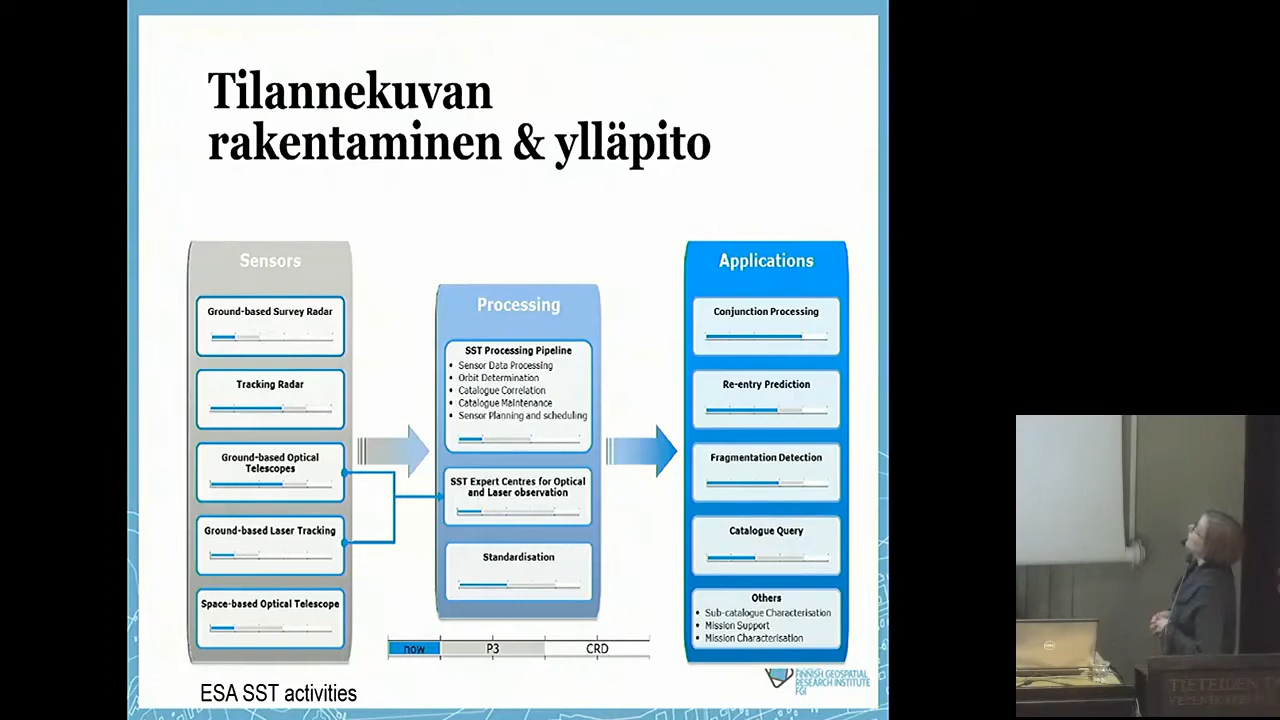 Tilannekuvan
rakentaminen & ylläpito
Sensors
Ground-based Survey Radar
Tracking Radar
Ground-based Optical
Telescopes
Ground-based Laser Tracking
Space-based Optical Telescope
Processing
SST Processing Pipeline
• Sensor Data Processing
• Orbit Determination
• Catalogue Correlation
• Catalogue Maintenance
• Sensor Planning and scheduling
SST Expert Centres for Optical
and Laser observation
Standardisation
Applications
Conjunction Processing
Re-entry Prediction
Fragmentation Detection
Catalogue Query
Others
• Sub-catalogue Characterisation
• Mission Support
• Mission Characterisation
now P3 CRD
ESA SST activities
FINNISH GEOSPATIAL
RESEARCH INSTITUTE
FGI
TIETEIDEN